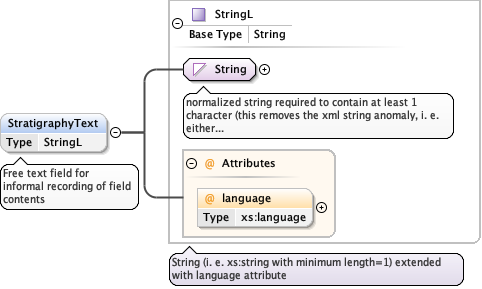 StringL
Base Type String
String
normalized string required to contain at least 1
character (this removes the xml string anomaly, i. e.
either...
StratigraphyText
Type StringL
Free text field for
informal recording of field
contents
@ Attributes
@ language
Type xs:language
String (i. e. xs:string with minimum length=1) extended
with language attribute